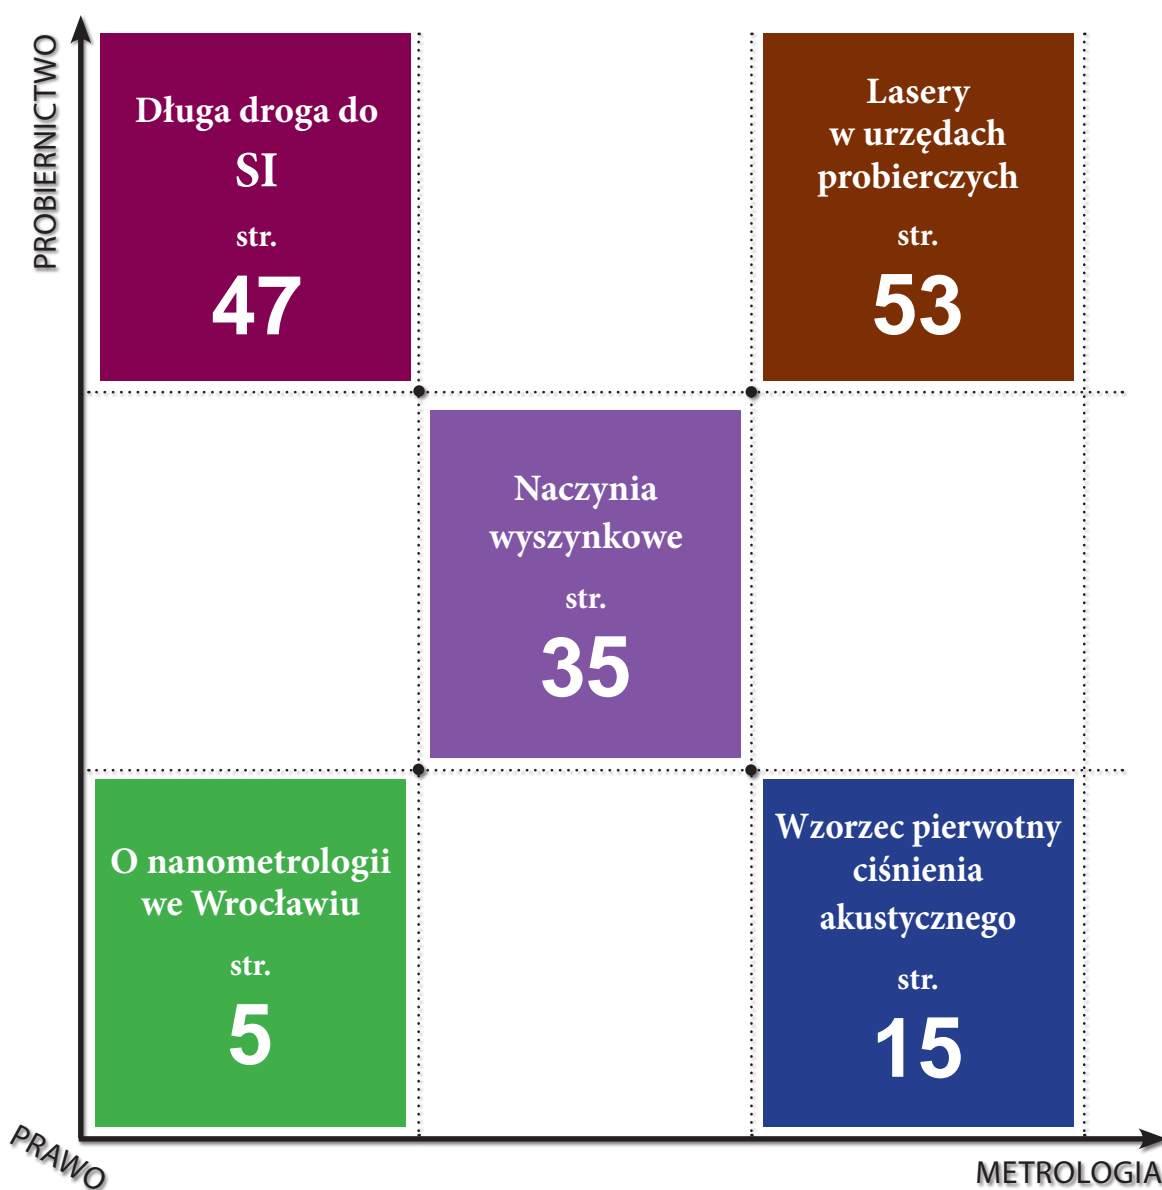 PROBIERNICTWO
Długa droga do
SI
str.
47
Lasery
w urzędach
probierczych
str.
53
Naczynia
wyszynkowe
str.
35
O nanometrologii
we Wrocławiu
str.
5
Wzorzec pierwotny
ciśnienia
akustycznego
str.
15
PRAWO
METROLOGIA